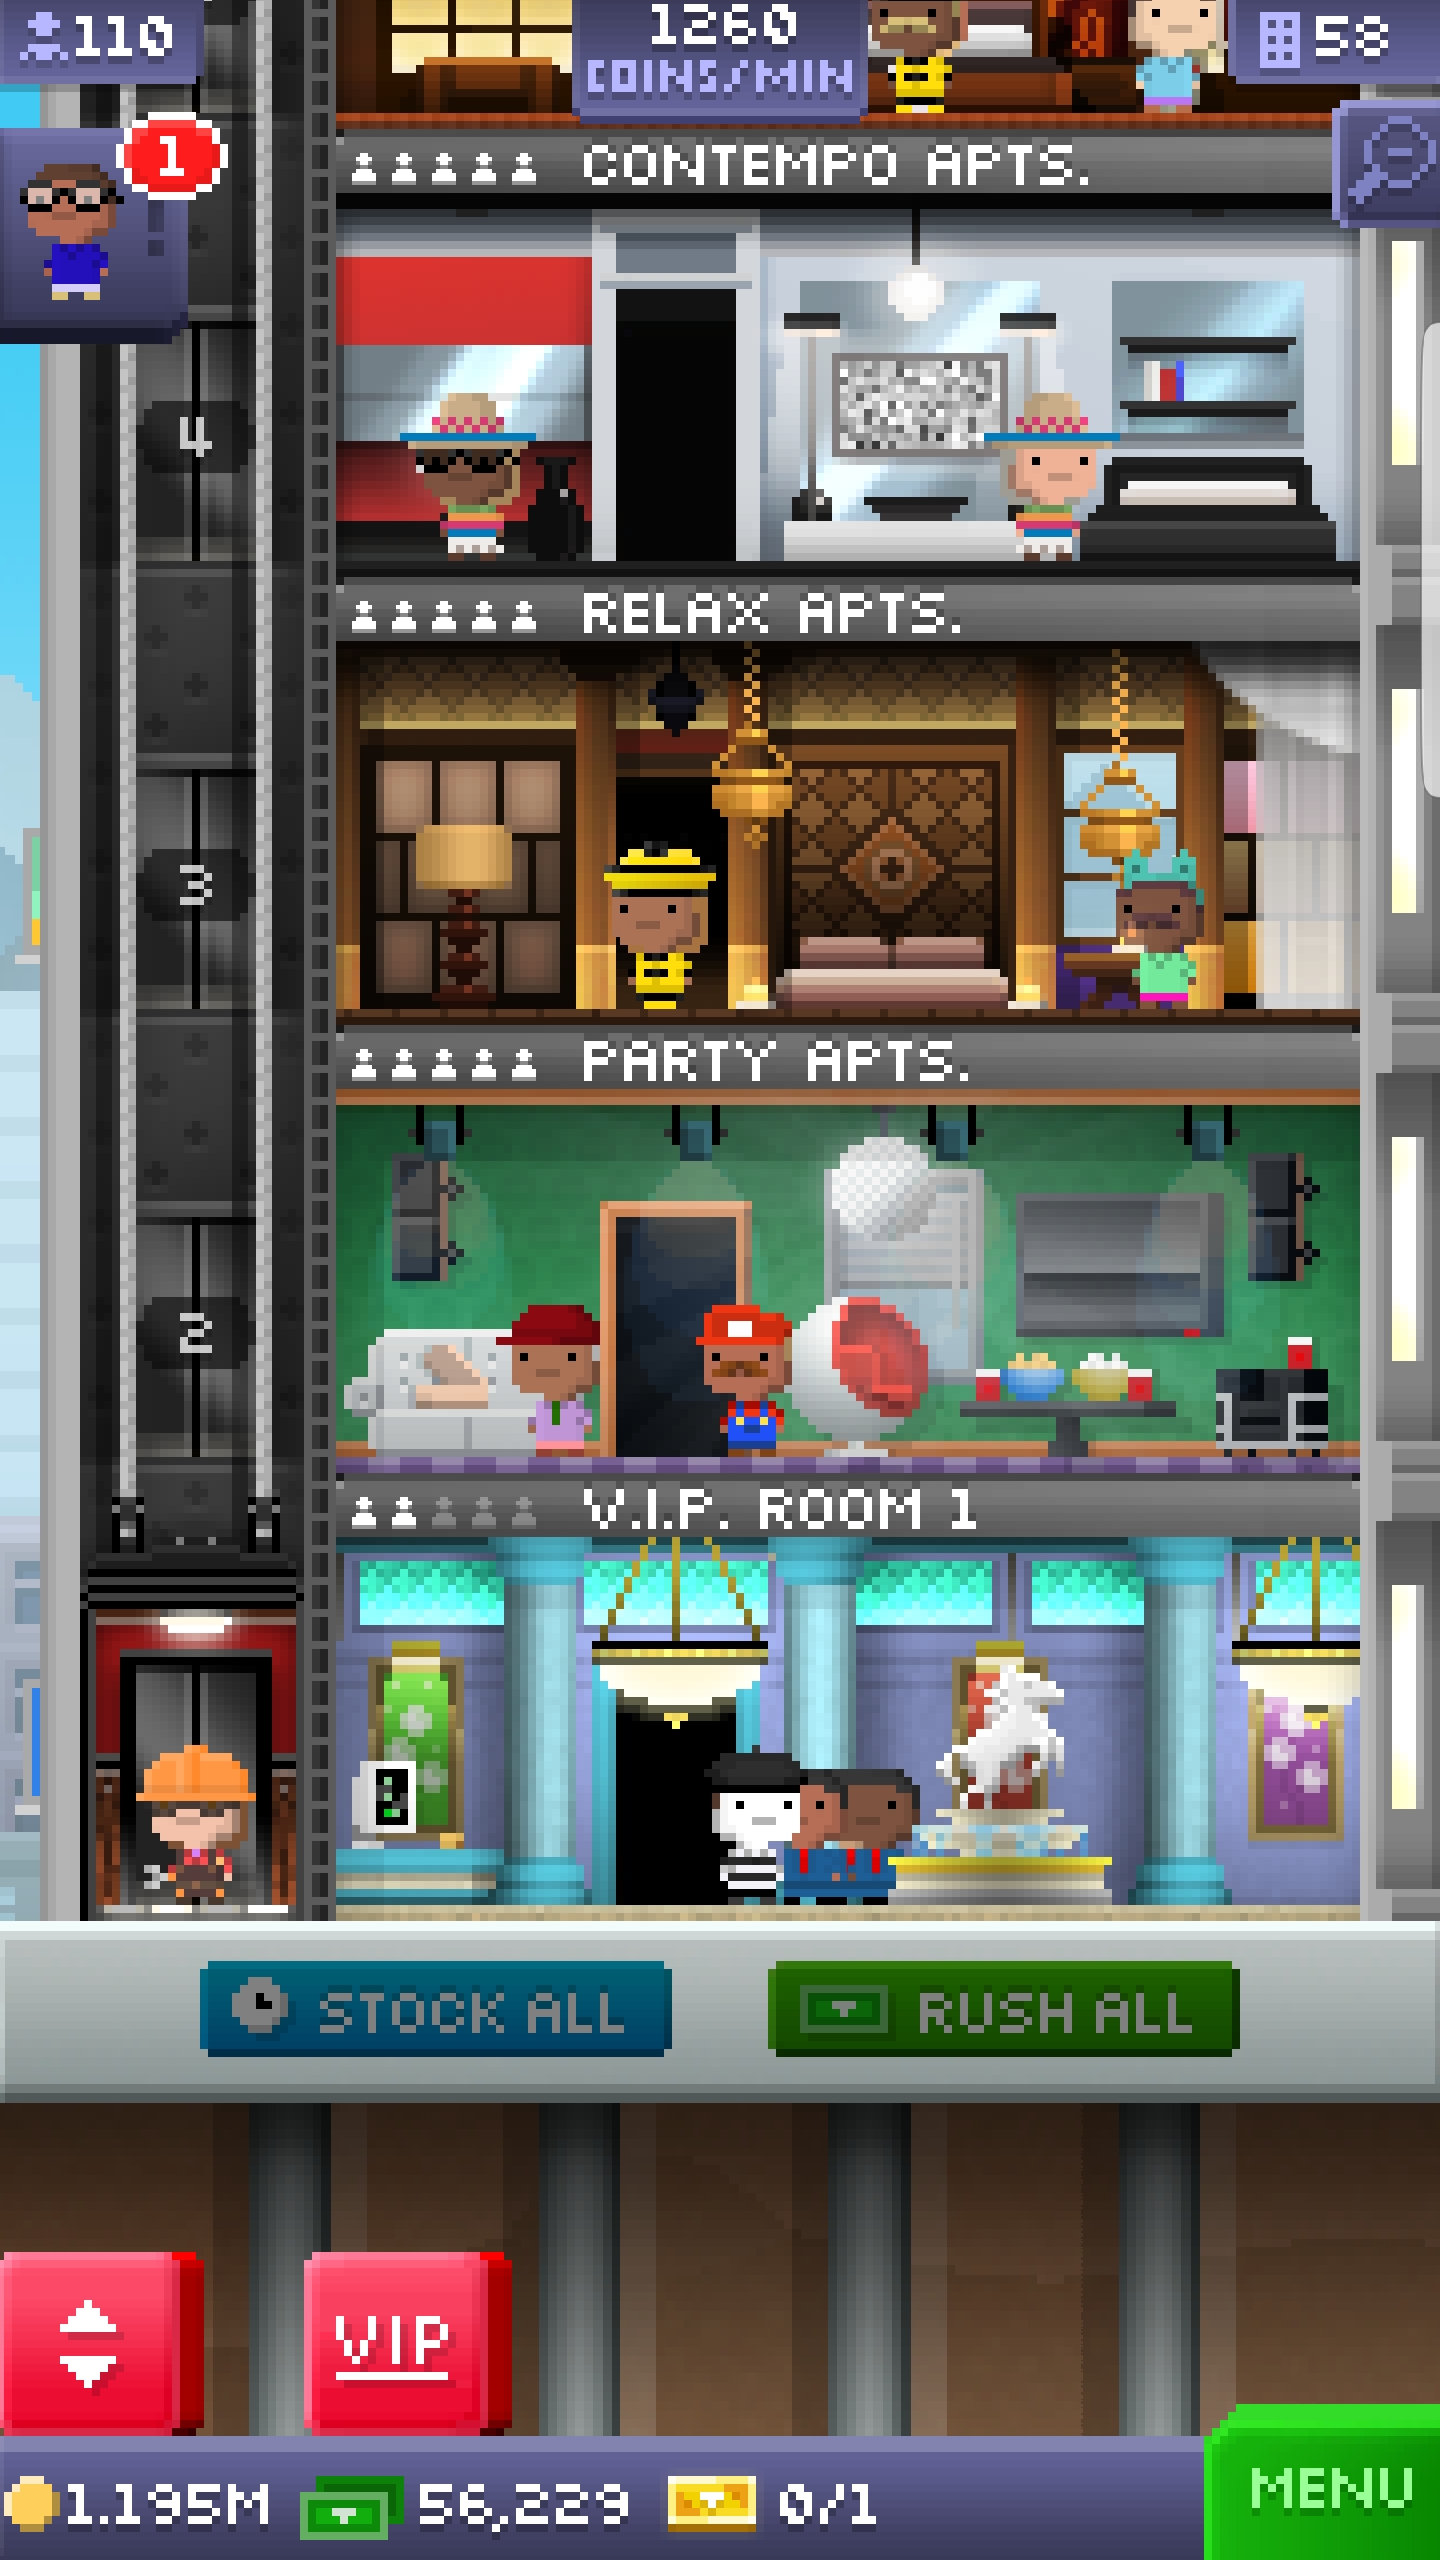 110
1260
COINS/MIN
58
1
!
CONTEMPO APTS.
4
RELAX APTS.
3
PARTY APTS.
2
V.I.P. ROOM 1
STOCK ALL
RUSH ALL
VIP
MENU
1.195M
56,229
0/1